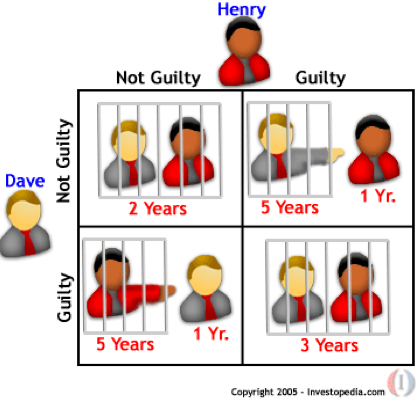 Henry
Not Guilty
Guilty
Dave
Not Guilty
2 Years
5 Years
1 Yr.
Guilty
5 Years
1 Yr.
3 Years
Copyright 2005 - Investopedia.com